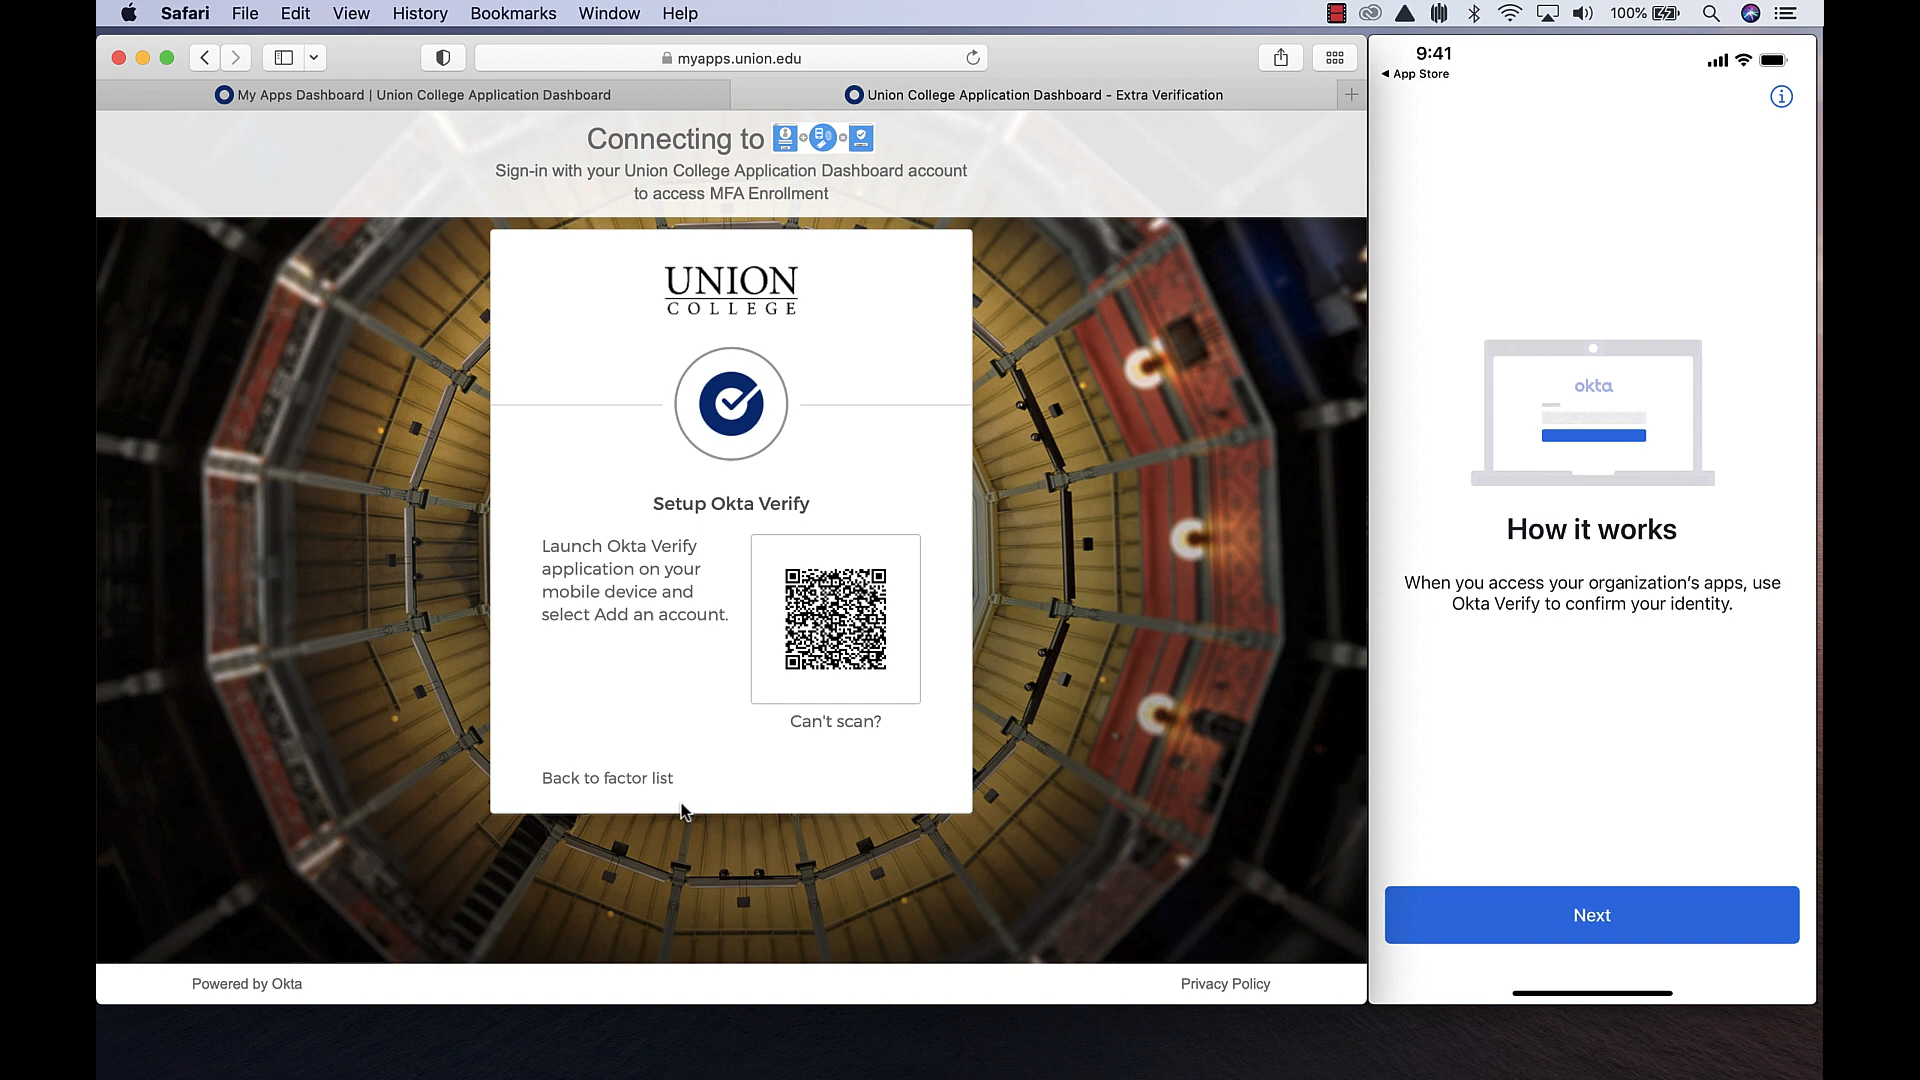 Safari File Edit View History Bookmarks Window Help 100%
myapps.union.edu
My Apps Dashboard | Union College Application Dashboard
Union College Application Dashboard - Extra Verification
Connecting to
Sign-in with your Union College Application Dashboard account
to access MFA Enrollment
UNION
COLLEGE
Setup Okta Verify
Launch Okta Verify
application on your
mobile device and
select Add an account.
Can't scan?
Back to factor list
Powered by Okta
Privacy Policy
9:41
App Store
okta
How it works
When you access your organization’s apps, use
Okta Verify to confirm your identity.
Next